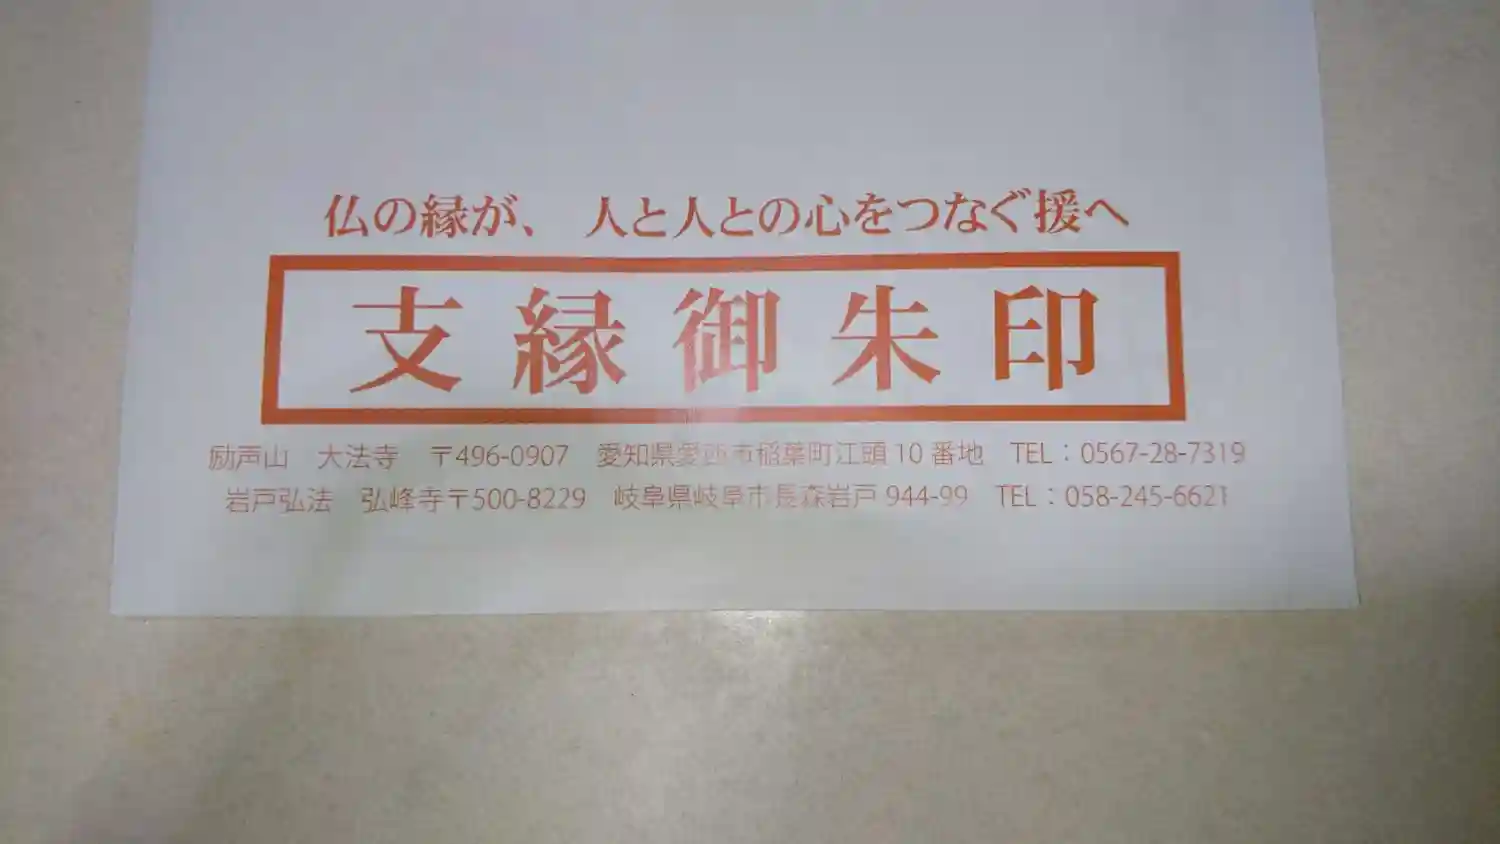 仏の縁が、 人と人との心をつなぐ援へ
支縁御朱印
励声山 大法寺 〒496-0907 愛知県愛西市稲葉町江頭 10 番地 TEL:0567-28-7319
岩戸弘法 弘峰寺〒500-8229 岐阜県岐阜市長森岩戸 944-99 TEL:058-245-6621